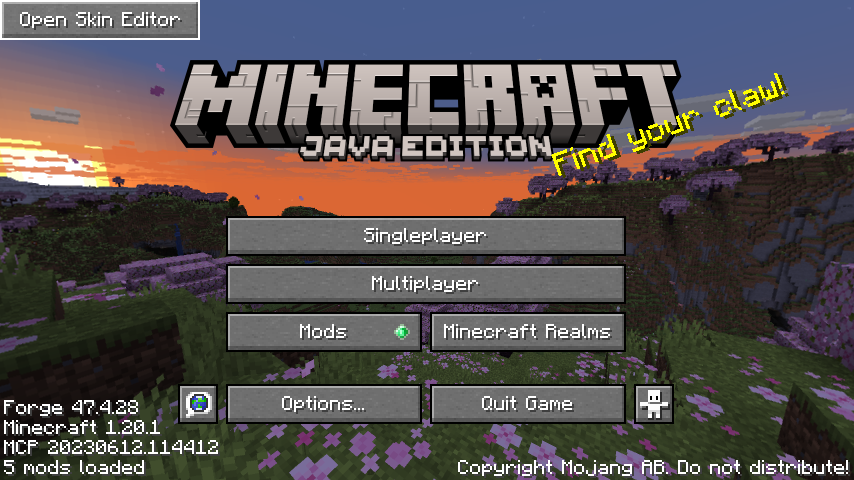 Open Skin Editor
MINECRAFT
JAVA EDITION
Find your claw!
Singleplayer
Multiplayer
Mods
Minecraft Realms
Options...
Quit Game
Forge 47.4.28
Minecraft 1.20.1
MCP 20230612.114412
5 mods loaded
Copyright Mojang AB. Do not distribute!